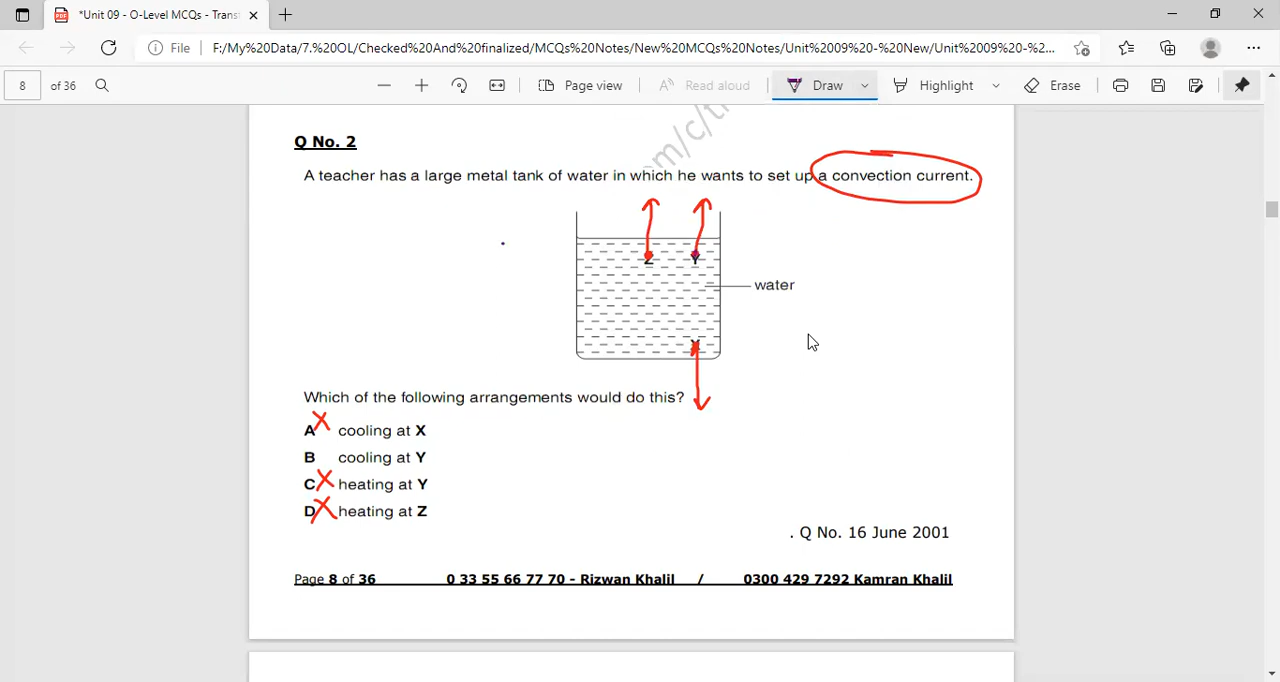 *Unit 09 - O-Level MCQs - Transf
File F:/My%20Data/7.%20OL/Checked%20And%20finalized/MCQs%20Notes/New%20MCQs%20Notes/Unit%2009%20-%20New/Unit%2009%20-%...
8 of 36 Page view Read aloud Draw Highlight Erase
Q No. 2
A teacher has a large metal tank of water in which he wants to set up a convection current.
Z Y
water
X
Which of the following arrangements would do this?
A cooling at X
B cooling at Y
C heating at Y
D heating at Z
. Q No. 16 June 2001
Page 8 of 36 0 33 55 66 77 70 - Rizwan Khalil / 0300 429 7292 Kamran Khalil